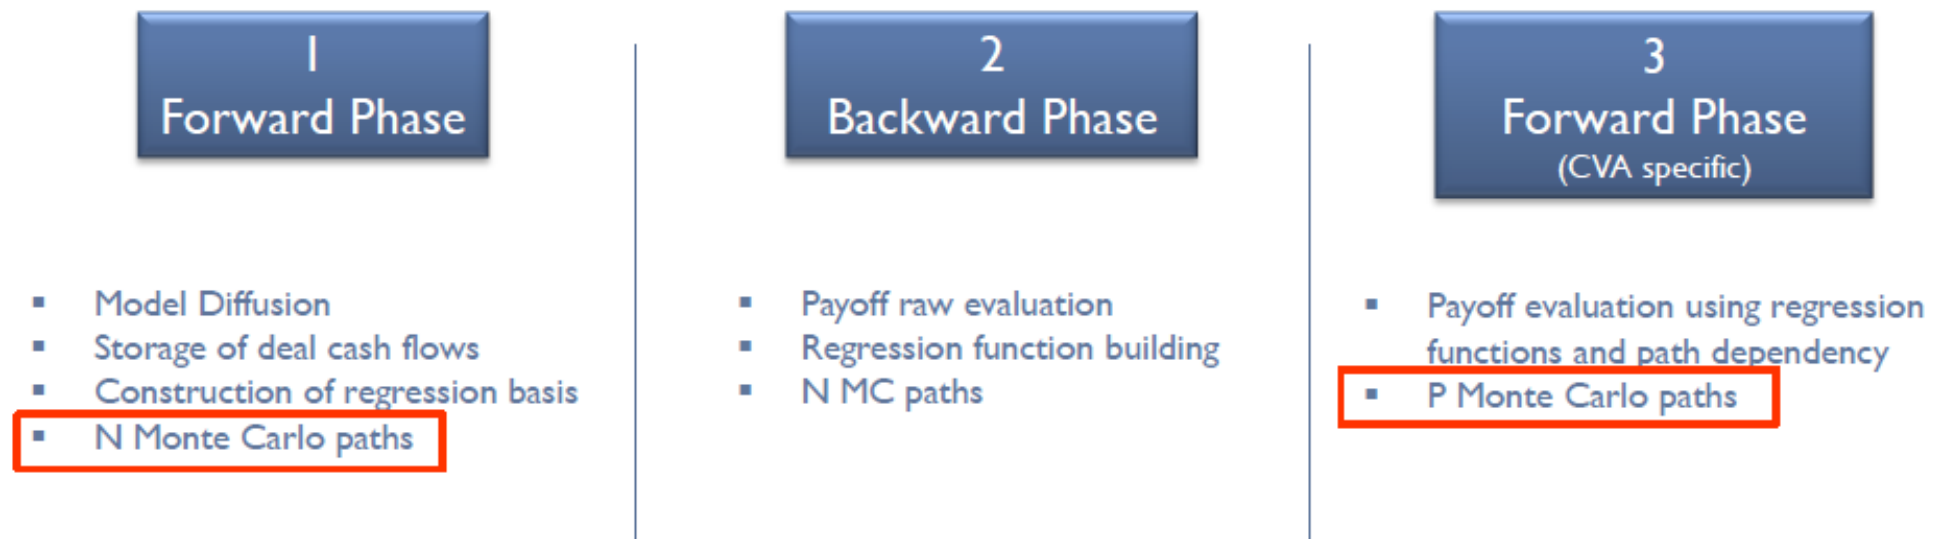 1
Forward Phase
▪ Model Diffusion
▪ Storage of deal cash flows
▪ Construction of regression basis
▪ N Monte Carlo paths
2
Backward Phase
▪ Payoff raw evaluation
▪ Regression function building
▪ N MC paths
3
Forward Phase
(CVA specific)
▪ Payoff evaluation using regression
functions and path dependency
▪ P Monte Carlo paths